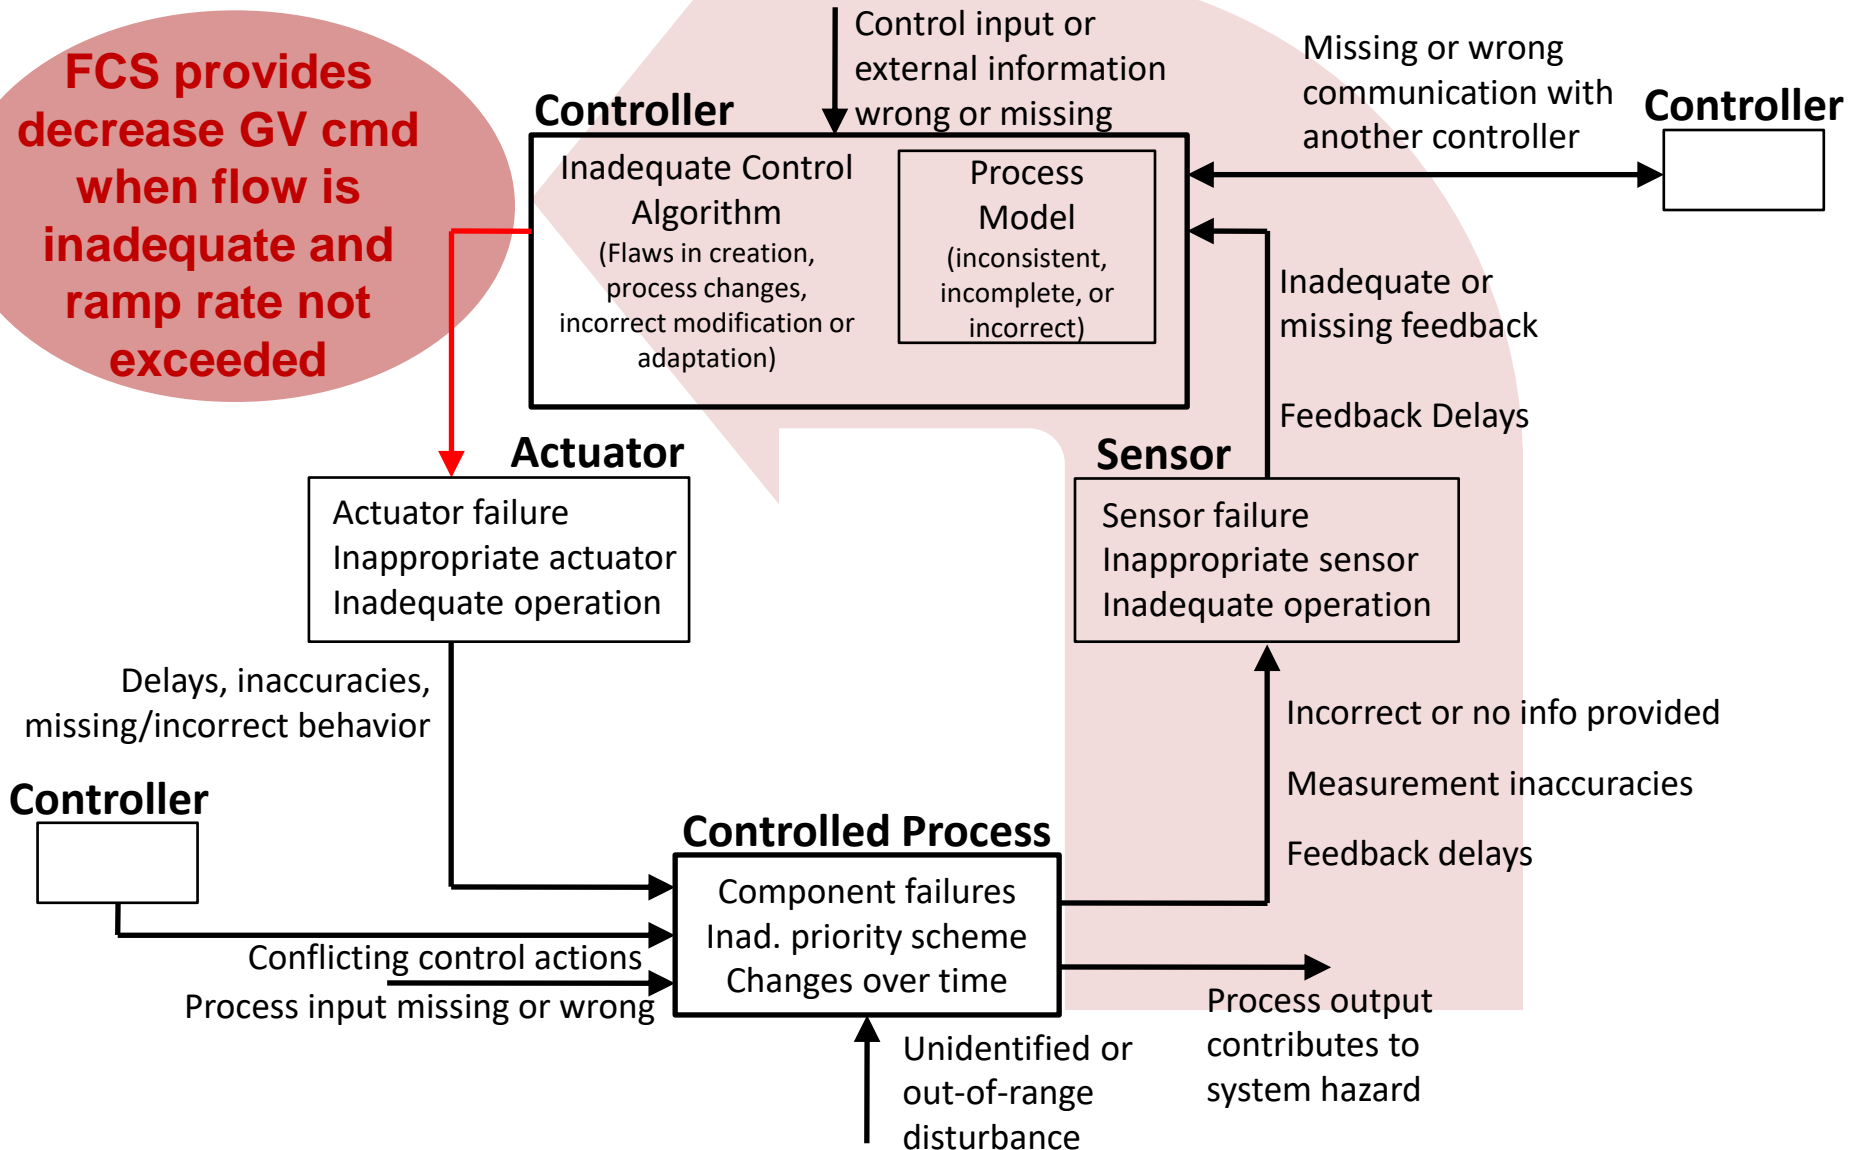 FCS provides
decrease GV cmd
when flow is
inadequate and
ramp rate not
exceeded
Control input or
external information
wrong or missing
Missing or wrong
communication with
another controller
Controller
Controller
Inadequate Control
Algorithm
(Flaws in creation,
process changes,
incorrect modification or
adaptation)
Process
Model
(inconsistent,
incomplete, or
incorrect)
Inadequate or
missing feedback
Feedback Delays
Actuator
Actuator failure
Inappropriate actuator
Inadequate operation
Sensor
Sensor failure
Inappropriate sensor
Inadequate operation
Delays, inaccuracies,
missing/incorrect behavior
Incorrect or no info provided
Measurement inaccuracies
Feedback delays
Controller
Controlled Process
Component failures
Inad. priority scheme
Changes over time
Conflicting control actions
Process input missing or wrong
Process output
contributes to
system hazard
Unidentified or
out-of-range
disturbance